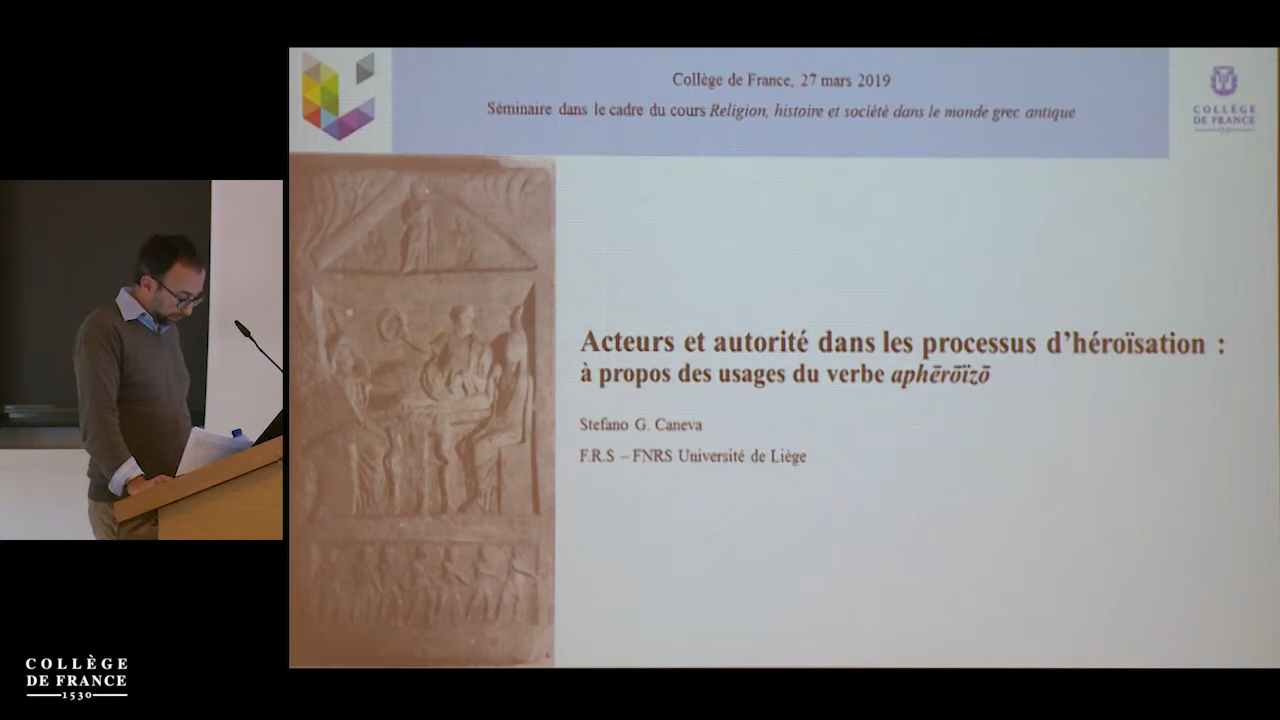 Collège de France, 27 mars 2019
Séminaire dans le cadre du cours Religion, histoire et société dans le monde grec antique
COLLÈGE
DE FRANCE
1530
Acteurs et autorité dans les processus d'héroïsation :
à propos des usages du verbe aphērōïzō
Stefano G. Caneva
F.R.S – FNRS Université de Liège
COLLÈGE
DE FRANCE
1530